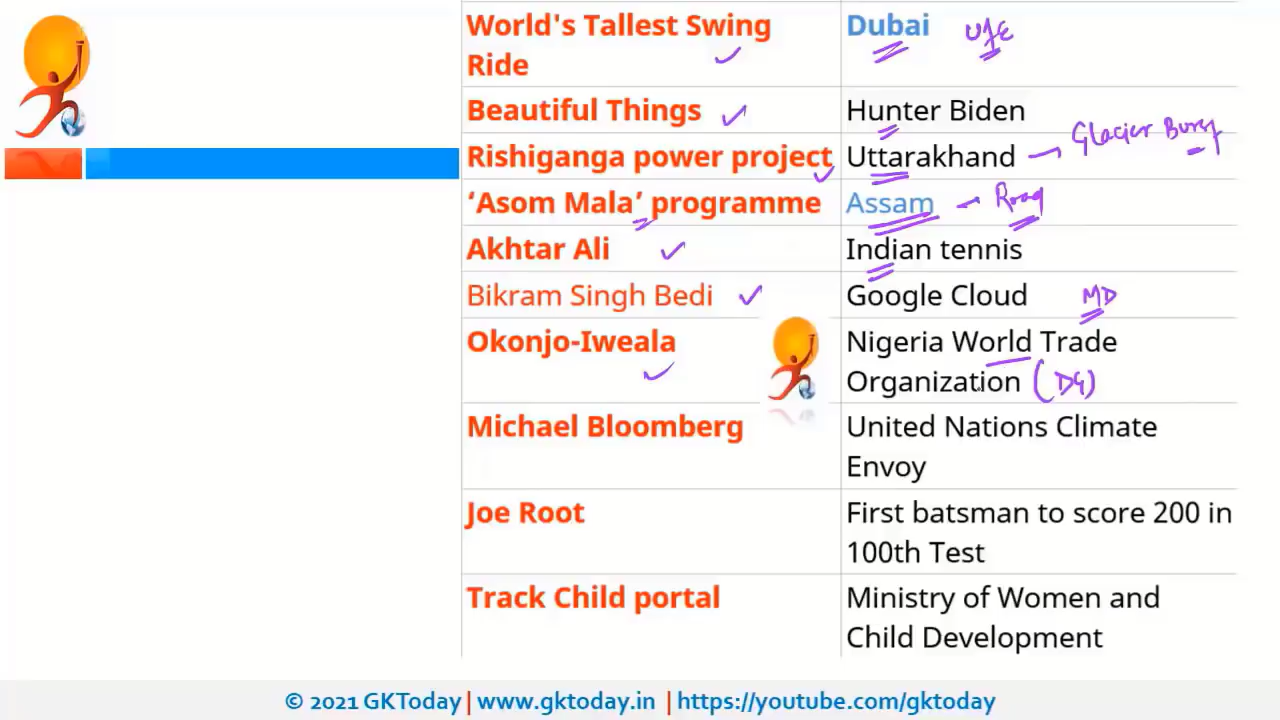 World's Tallest Swing Ride
Dubai UAE
Beautiful Things
Hunter Biden
Rishiganga power project
Uttarakhand – Glacier Burst
‘Asom Mala’ programme
Assam – Road
Akhtar Ali
Indian tennis
Bikram Singh Bedi
Google Cloud MD
Okonjo-Iweala
Nigeria World Trade
Organization (DG)
Michael Bloomberg
United Nations Climate
Envoy
Joe Root
First batsman to score 200 in
100th Test
Track Child portal
Ministry of Women and
Child Development
© 2021 GKToday | www.gktoday.in | https://youtube.com/gktoday